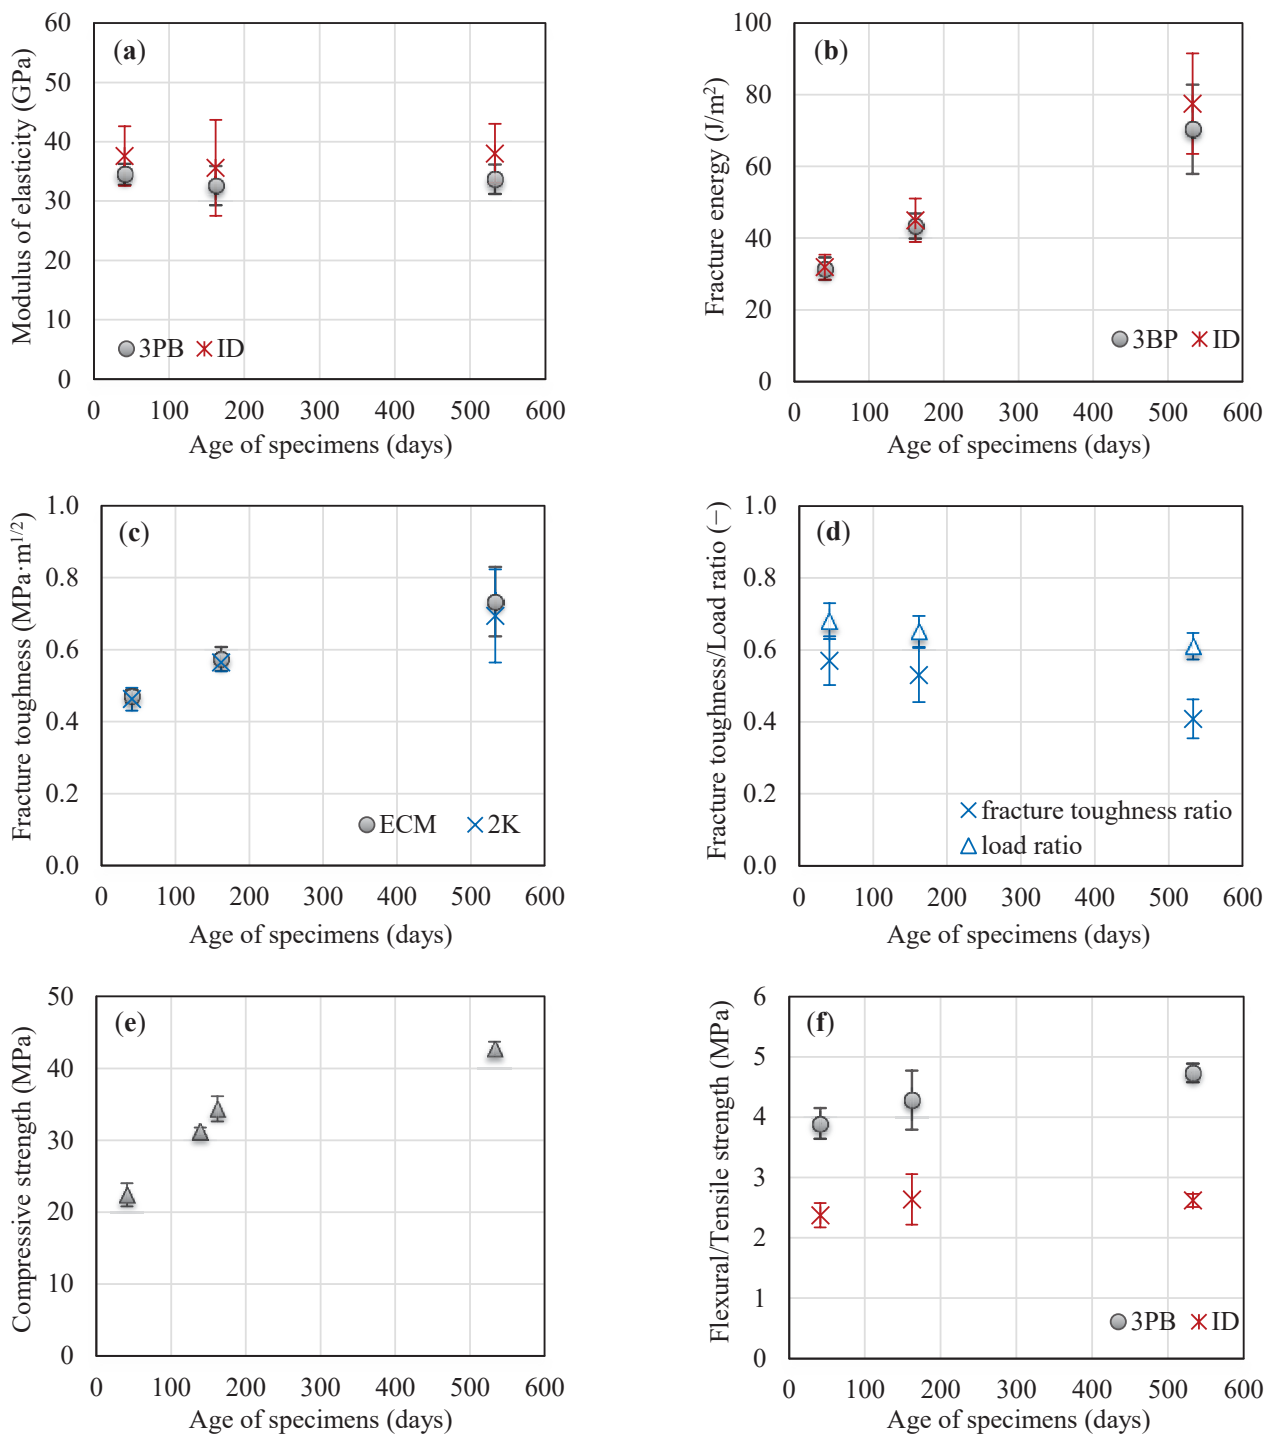 (a)
Modulus of elasticity (GPa)
60
50
40
30
20
10
0
3PB ID
0 100 200 300 400 500 600
Age of specimens (days)
(b)
Fracture energy (J/m²)
100
80
60
40
20
0
3BP ID
0 100 200 300 400 500 600
Age of specimens (days)
(c)
Fracture toughness (MPa·m^1/2)
1.0
0.8
0.6
0.4
0.2
0.0
ECM 2K
0 100 200 300 400 500 600
Age of specimens (days)
(d)
Fracture toughness/Load ratio (−)
1.0
0.8
0.6
0.4
0.2
0.0
fracture toughness ratio
load ratio
0 100 200 300 400 500 600
Age of specimens (days)
(e)
Compressive strength (MPa)
50
40
30
20
10
0
0 100 200 300 400 500 600
Age of specimens (days)
(f)
Flexural/Tensile strength (MPa)
6
5
4
3
2
1
0
3PB ID
0 100 200 300 400 500 600
Age of specimens (days)